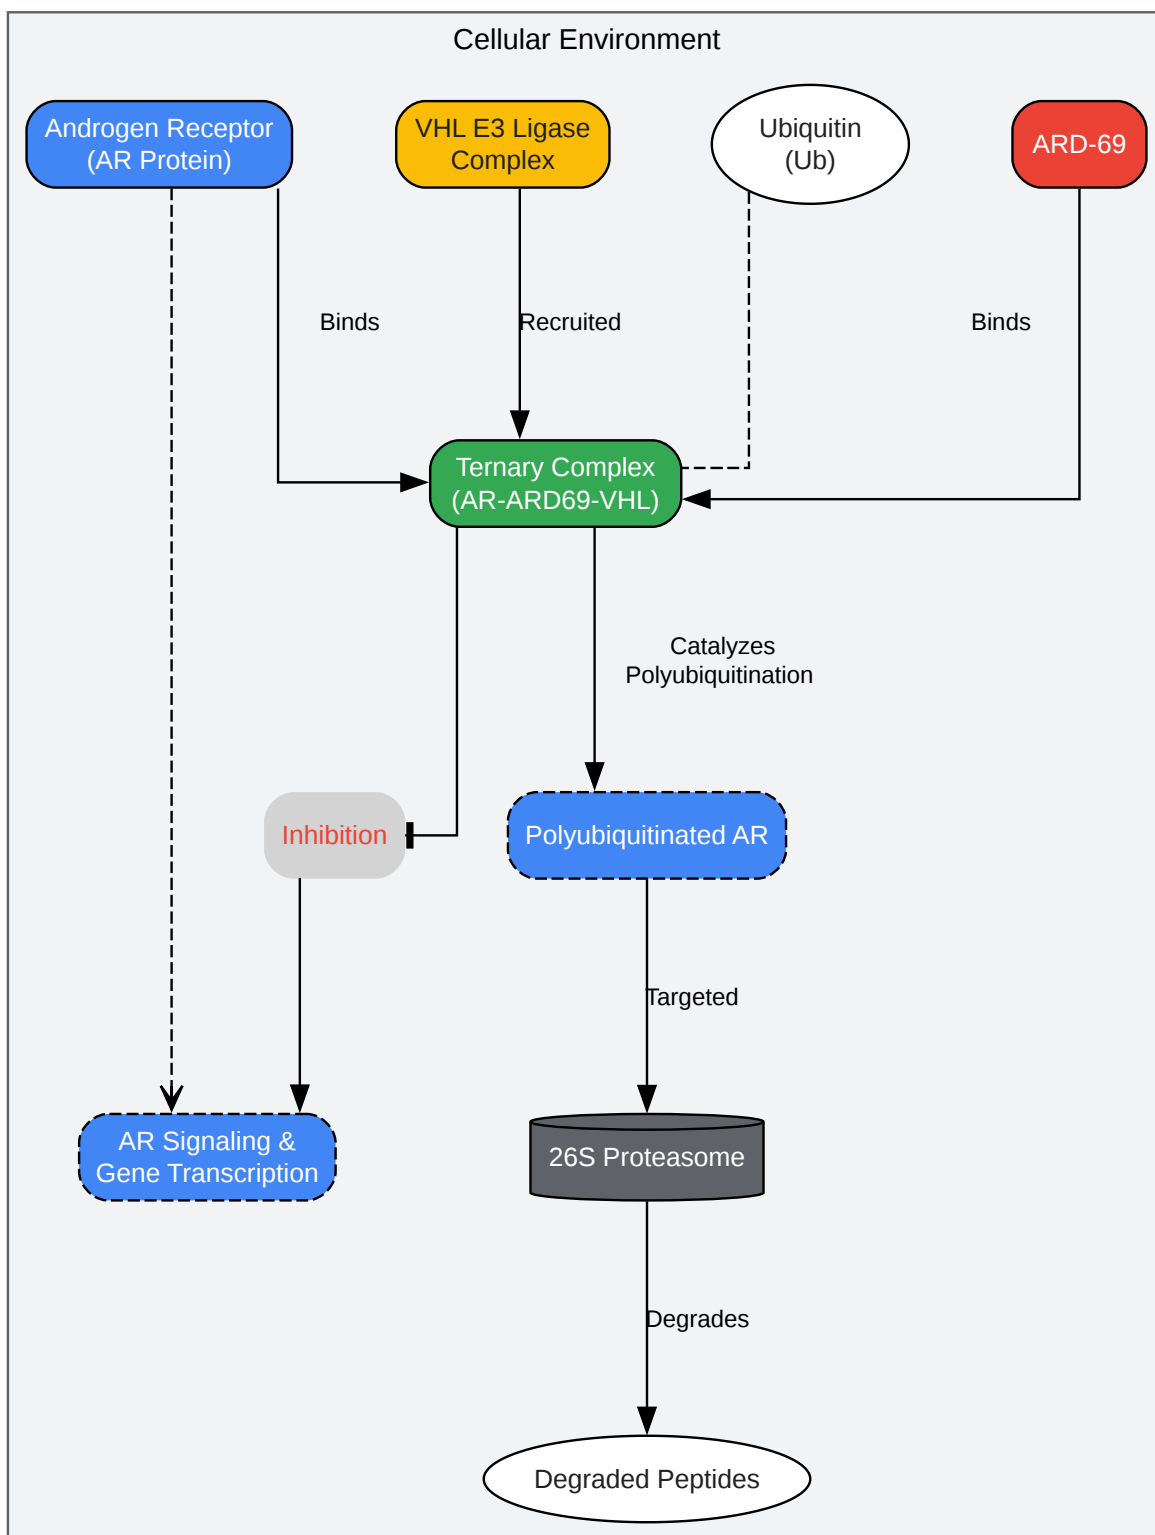 Cellular Environment
Androgen Receptor
(AR Protein)
VHL E3 Ligase
Complex
Ubiquitin
(Ub)
ARD-69
Binds
Recruited
Binds
Ternary Complex
(AR-ARD69-VHL)
Catalyzes
Polyubiquitination
Inhibition
Polyubiquitinated AR
Targeted
AR Signaling &
Gene Transcription
26S Proteasome
Degrades
Degraded Peptides